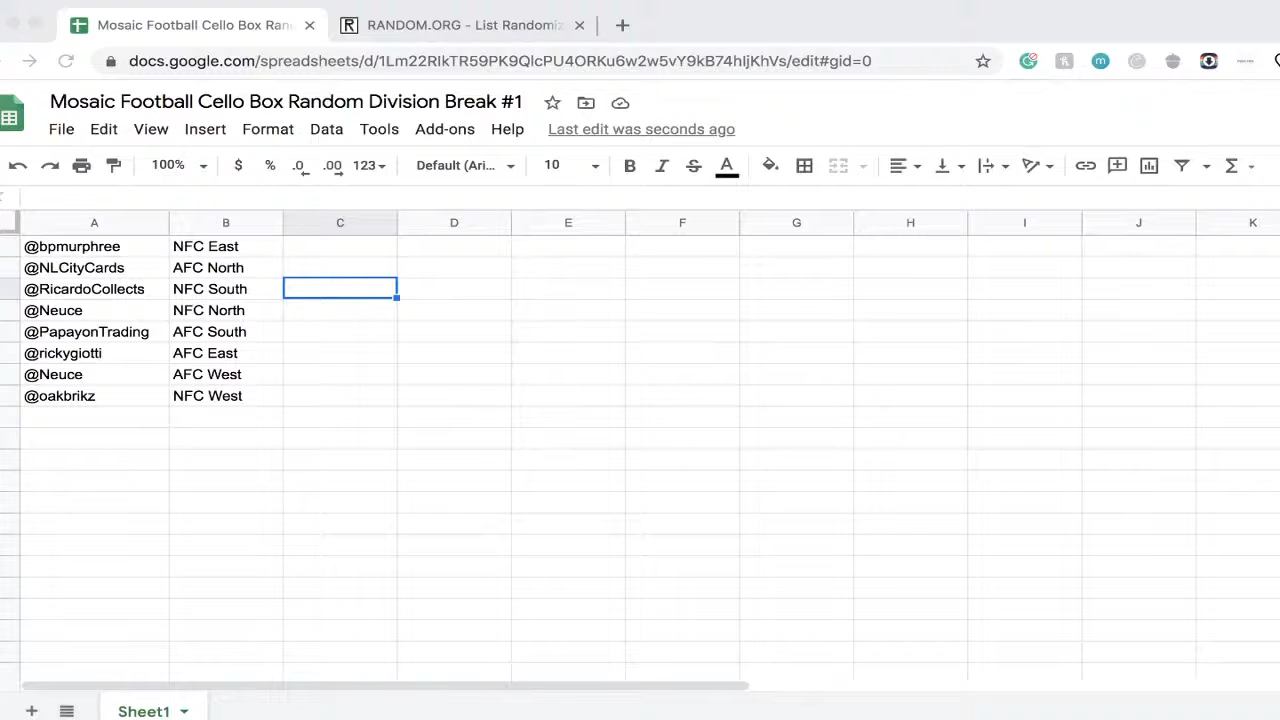 Mosaic Football Cello Box Ran
RANDOM.ORG - List Randomiz
docs.google.com/spreadsheets/d/1Lm22RIkTR59PK9QlcPU4ORKu6w2w5vY9kB74hIjKhVs/edit#gid=0
Mosaic Football Cello Box Random Division Break #1
File Edit View Insert Format Data Tools Add-ons Help Last edit was seconds ago
100% $ % .0 .00 123 Default (Ari... 10 B I S A
A B C D E F G H I J K
@bpmurphree NFC East
@NLCityCards AFC North
@RicardoCollects NFC South
@Neuce NFC North
@PapayonTrading AFC South
@rickygiotti AFC East
@Neuce AFC West
@oakbrikz NFC West
Sheet1